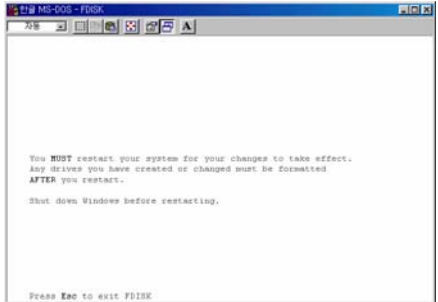 한글 MS-DOS - FDISK
자동
A
You MUST restart your system for your changes to take effect.
Any drives you have created or changed must be formatted
AFTER you restart.
Shut down Windows before restarting.
Press Esc to exit FDISK